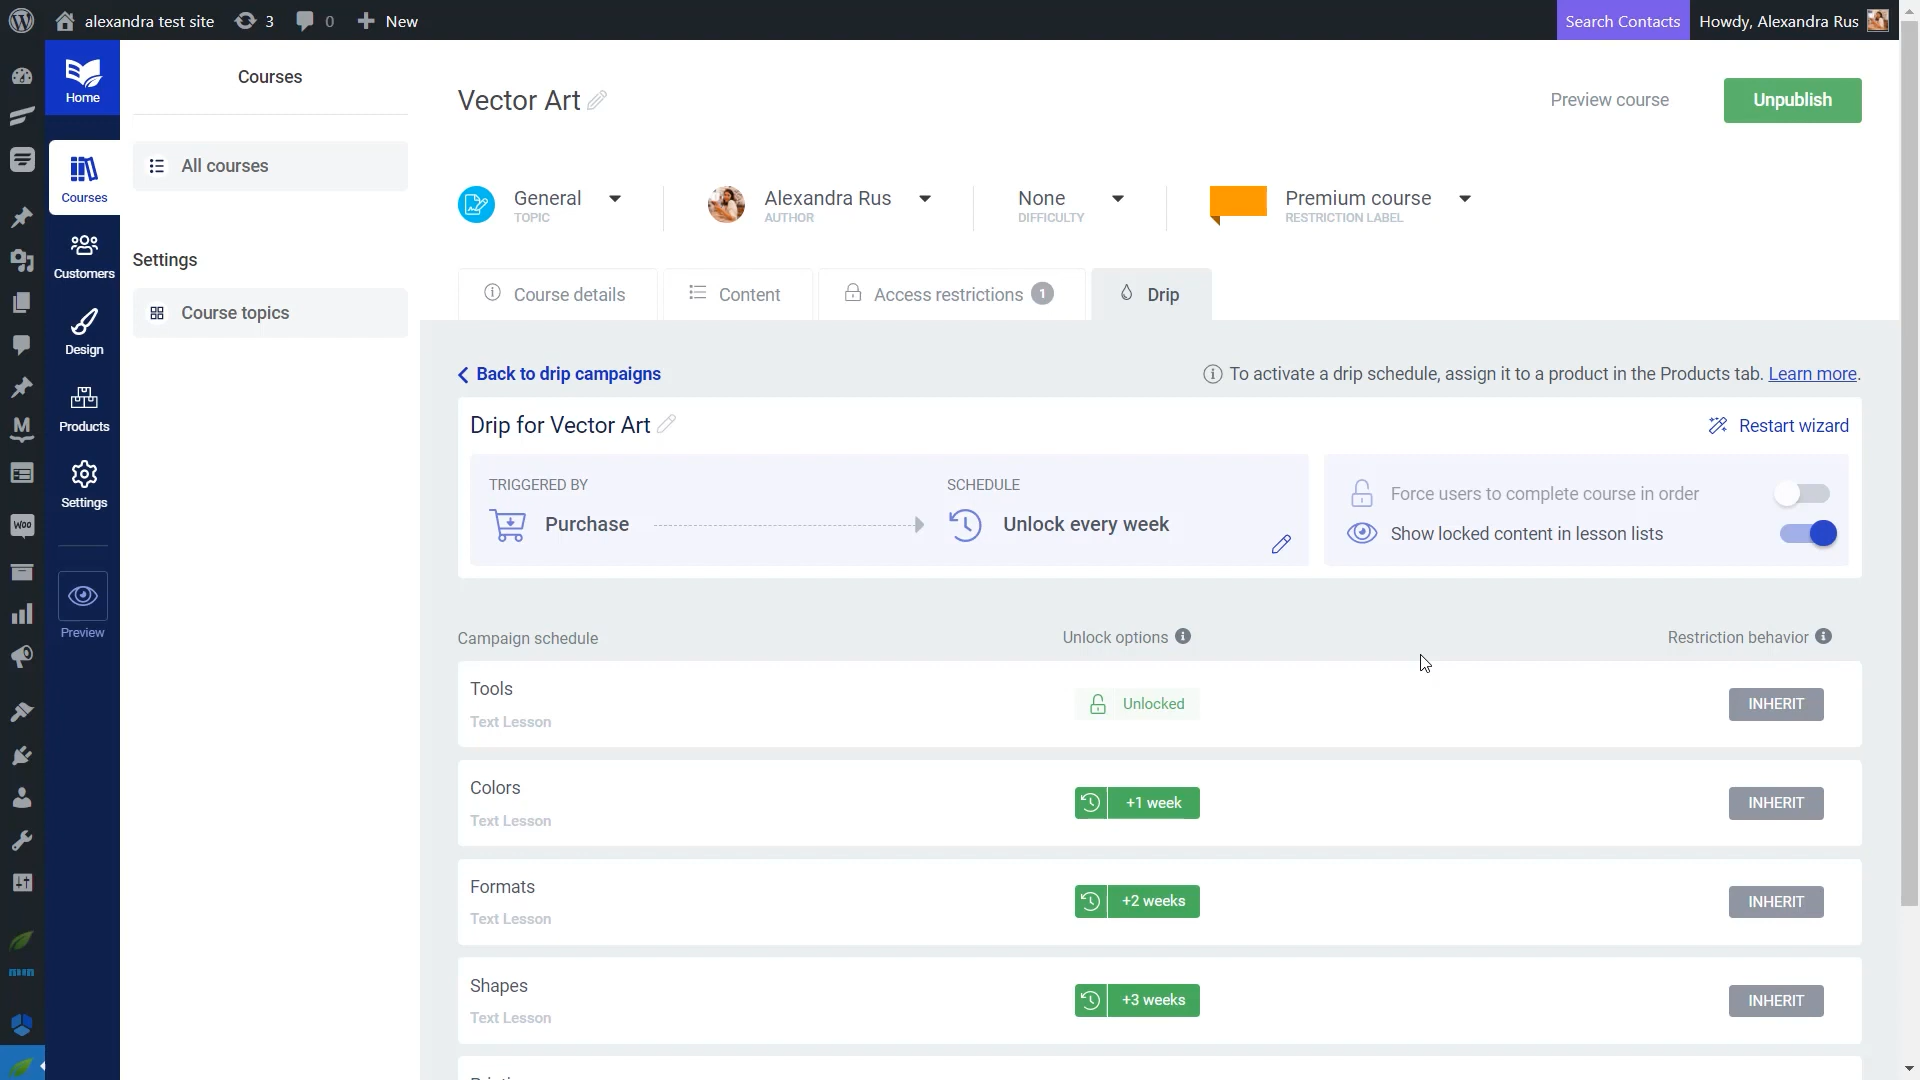 alexandra test site
3
0
New
Search Contacts
Howdy, Alexandra Rus
Home
Courses
Customers
Design
Products
Settings
Preview
M
Woo
Courses
All courses
Settings
Course topics
Vector Art
Preview course
Unpublish
General
TOPIC
Alexandra Rus
AUTHOR
None
DIFFICULTY
Premium course
RESTRICTION LABEL
Course details
Content
Access restrictions 1
Drip
Back to drip campaigns
To activate a drip schedule, assign it to a product in the Products tab. Learn more.
Drip for Vector Art
Restart wizard
TRIGGERED BY
Purchase
SCHEDULE
Unlock every week
Force users to complete course in order
Show locked content in lesson lists
Campaign schedule
Unlock options
Restriction behavior
Tools
Text Lesson
Unlocked
INHERIT
Colors
Text Lesson
+1 week
INHERIT
Formats
Text Lesson
+2 weeks
INHERIT
Shapes
Text Lesson
+3 weeks
INHERIT